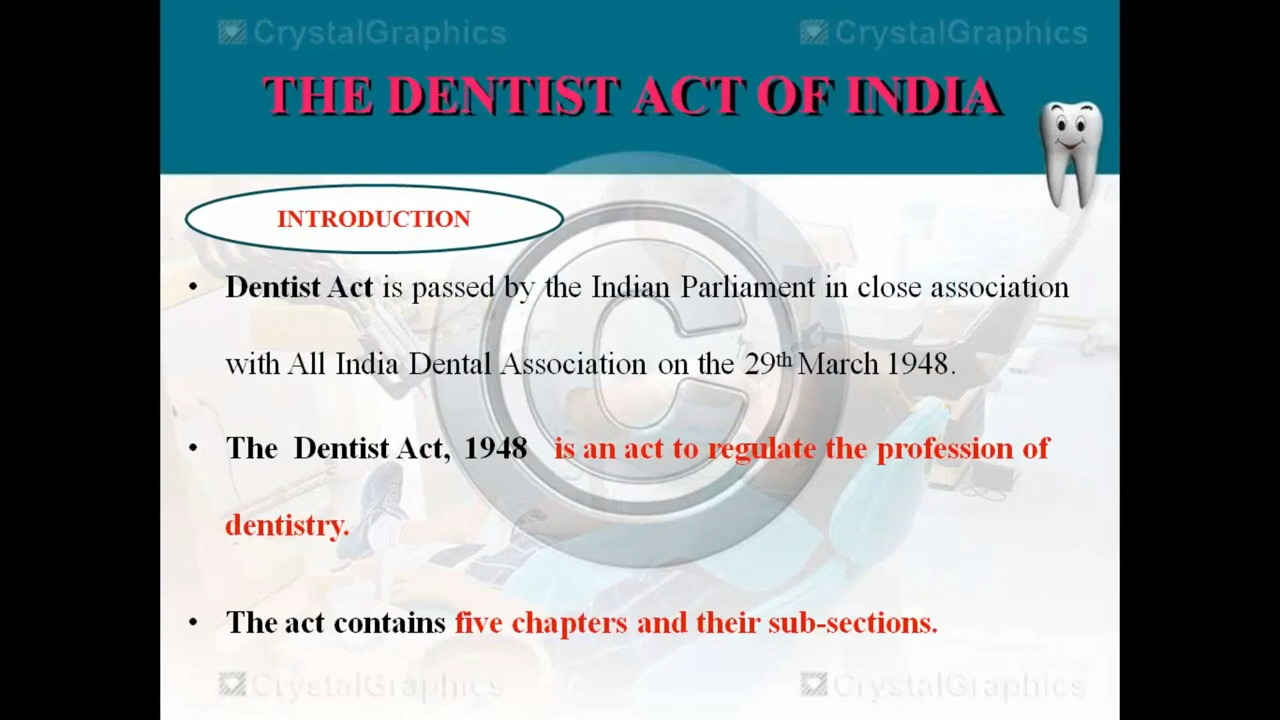 CrystalGraphics CrystalGraphics
THE DENTIST ACT OF INDIA
INTRODUCTION
• Dentist Act is passed by the Indian Parliament in close association
with All India Dental Association on the 29th March 1948.
• The Dentist Act, 1948 is an act to regulate the profession of
dentistry.
• The act contains five chapters and their sub-sections.
CrystalGraphics CrystalGraphics